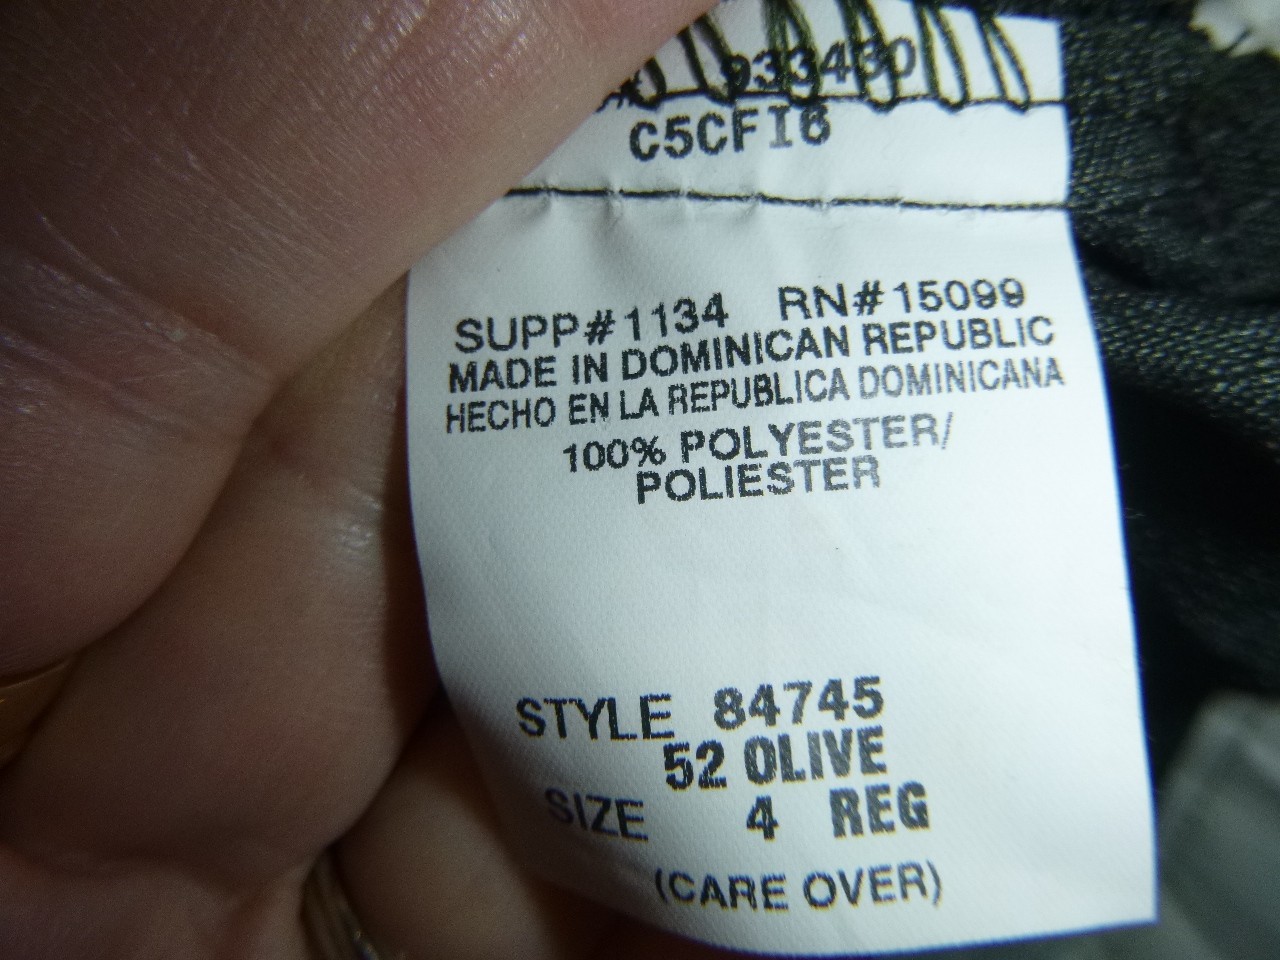 C5CFI6
SUPP#1134 RN#15099
MADE IN DOMINICAN REPUBLIC
HECHO EN LA REPUBLICA DOMINICANA
100% POLYESTER/
POLIESTER
STYLE 84745
52 OLIVE
SIZE 4 REG
(CARE OVER)